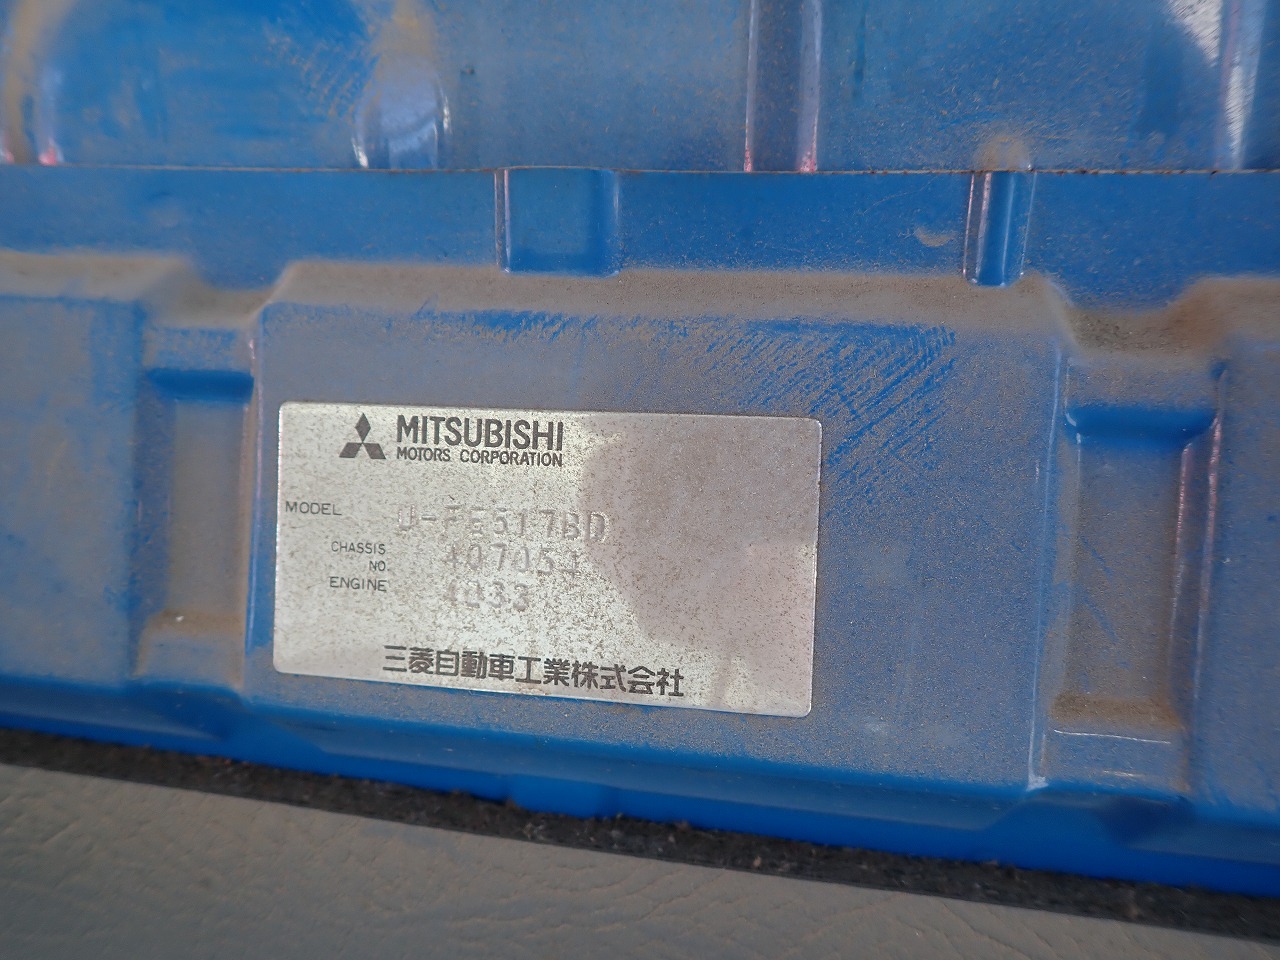 MITSUBISHI
MOTORS CORPORATION
MODEL U-FE517BD
CHASSIS NO. 407054
ENGINE 4D33
三菱自動車工業株式会社